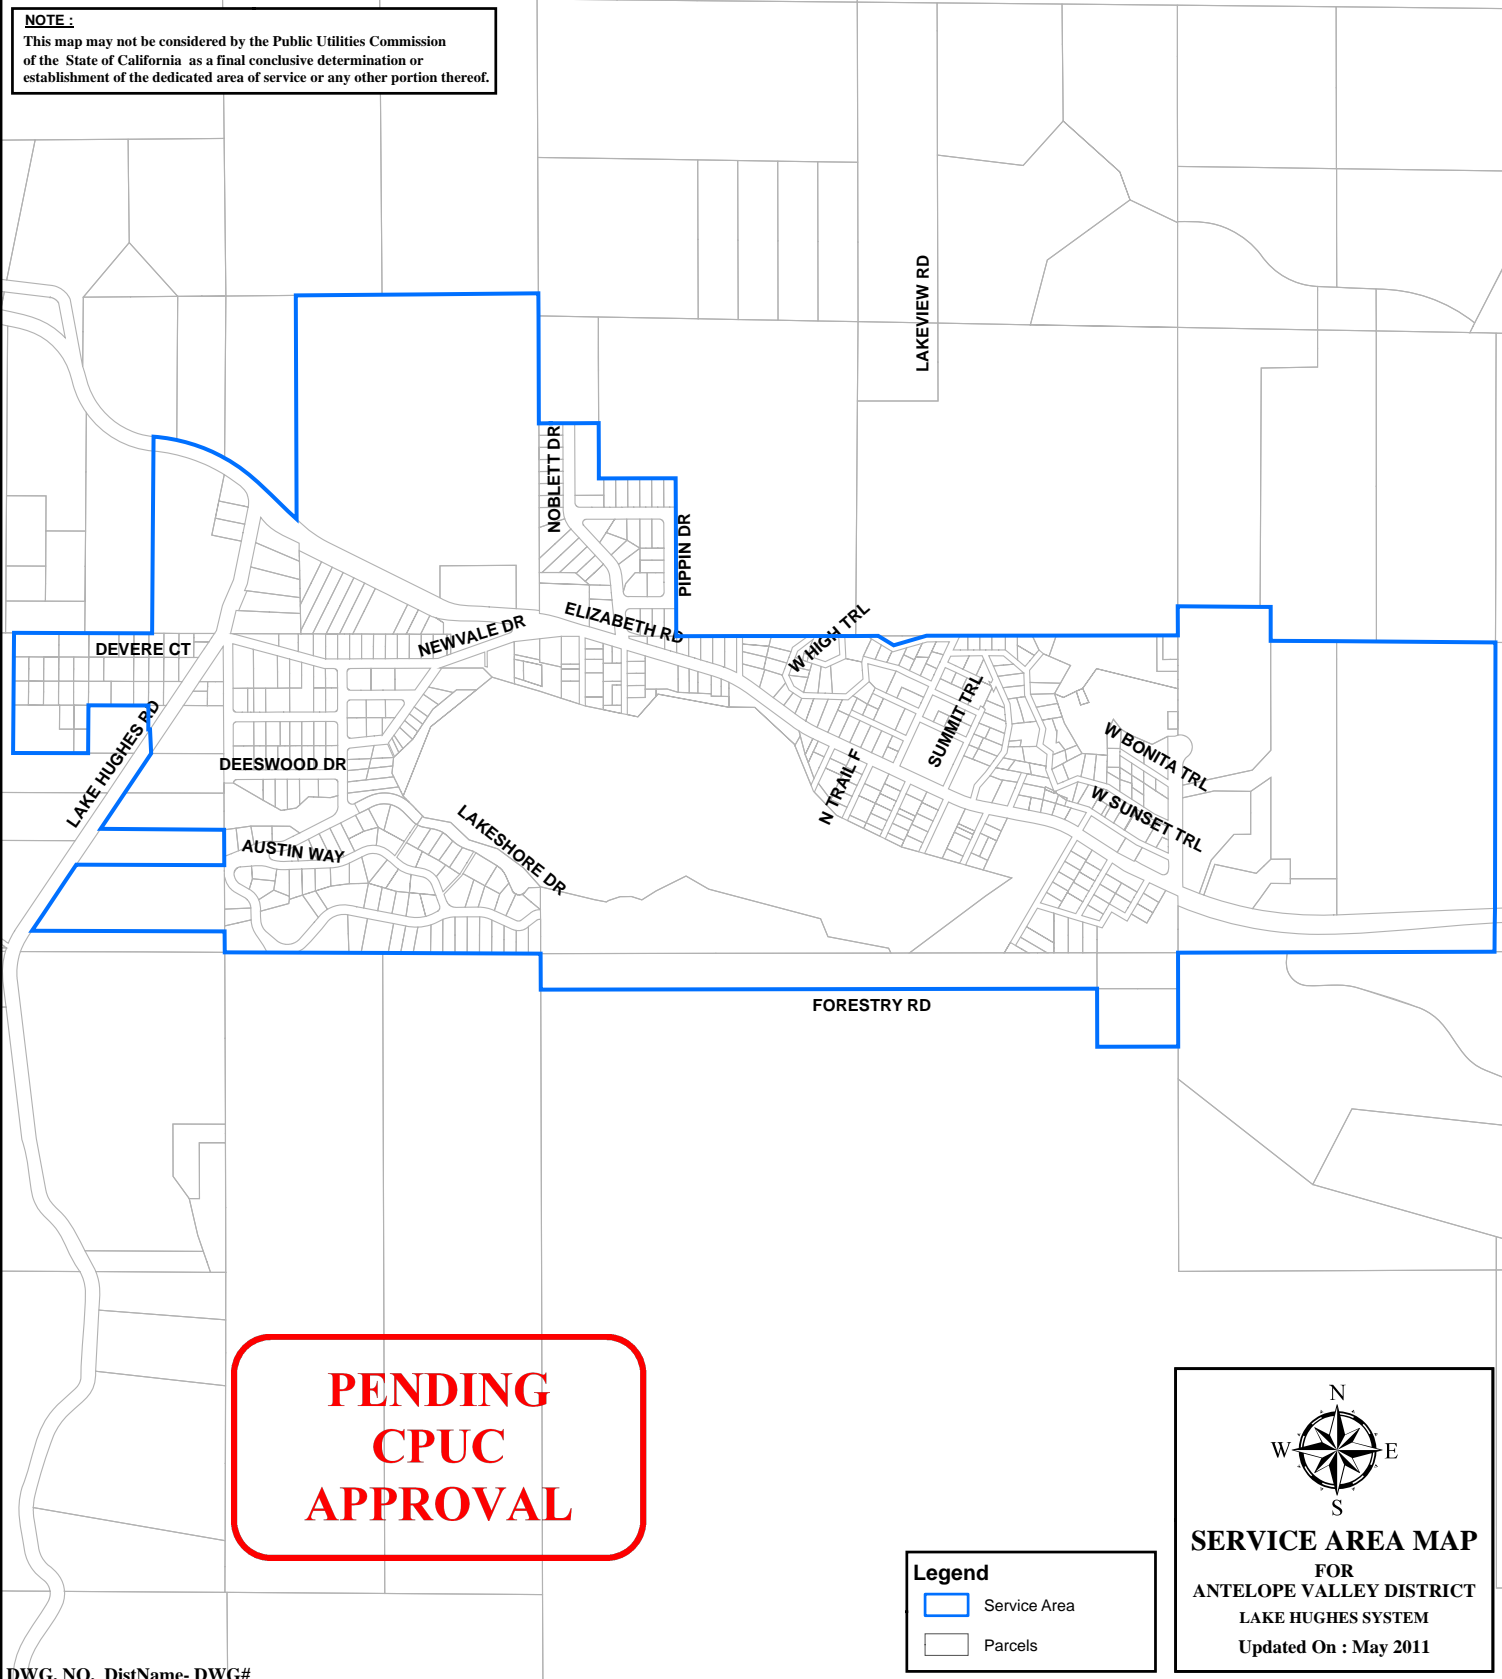 NOTE :
This map may not be considered by the Public Utilities Commission
of the State of California as a final conclusive determination or
establishment of the dedicated area of service or any other portion thereof.
LAKEVIEW RD
NOBLETT DR
PIPPIN DR
ELIZABETH RD
NEWVALE DR
W HIGH TRL
DEVERE CT
LAKE HUGHES RD
SUMMIT TRL
W BONITA TRL
DEESWOOD DR
N TRAIL F
W SUNSET TRL
LAKESHORE DR
AUSTIN WAY
FORESTRY RD
PENDING
CPUC
APPROVAL
Legend
Service Area
Parcels
N
W E
S
SERVICE AREA MAP
FOR
ANTELOPE VALLEY DISTRICT
LAKE HUGHES SYSTEM
Updated On : May 2011
DWG. NO. DistName- DWG#